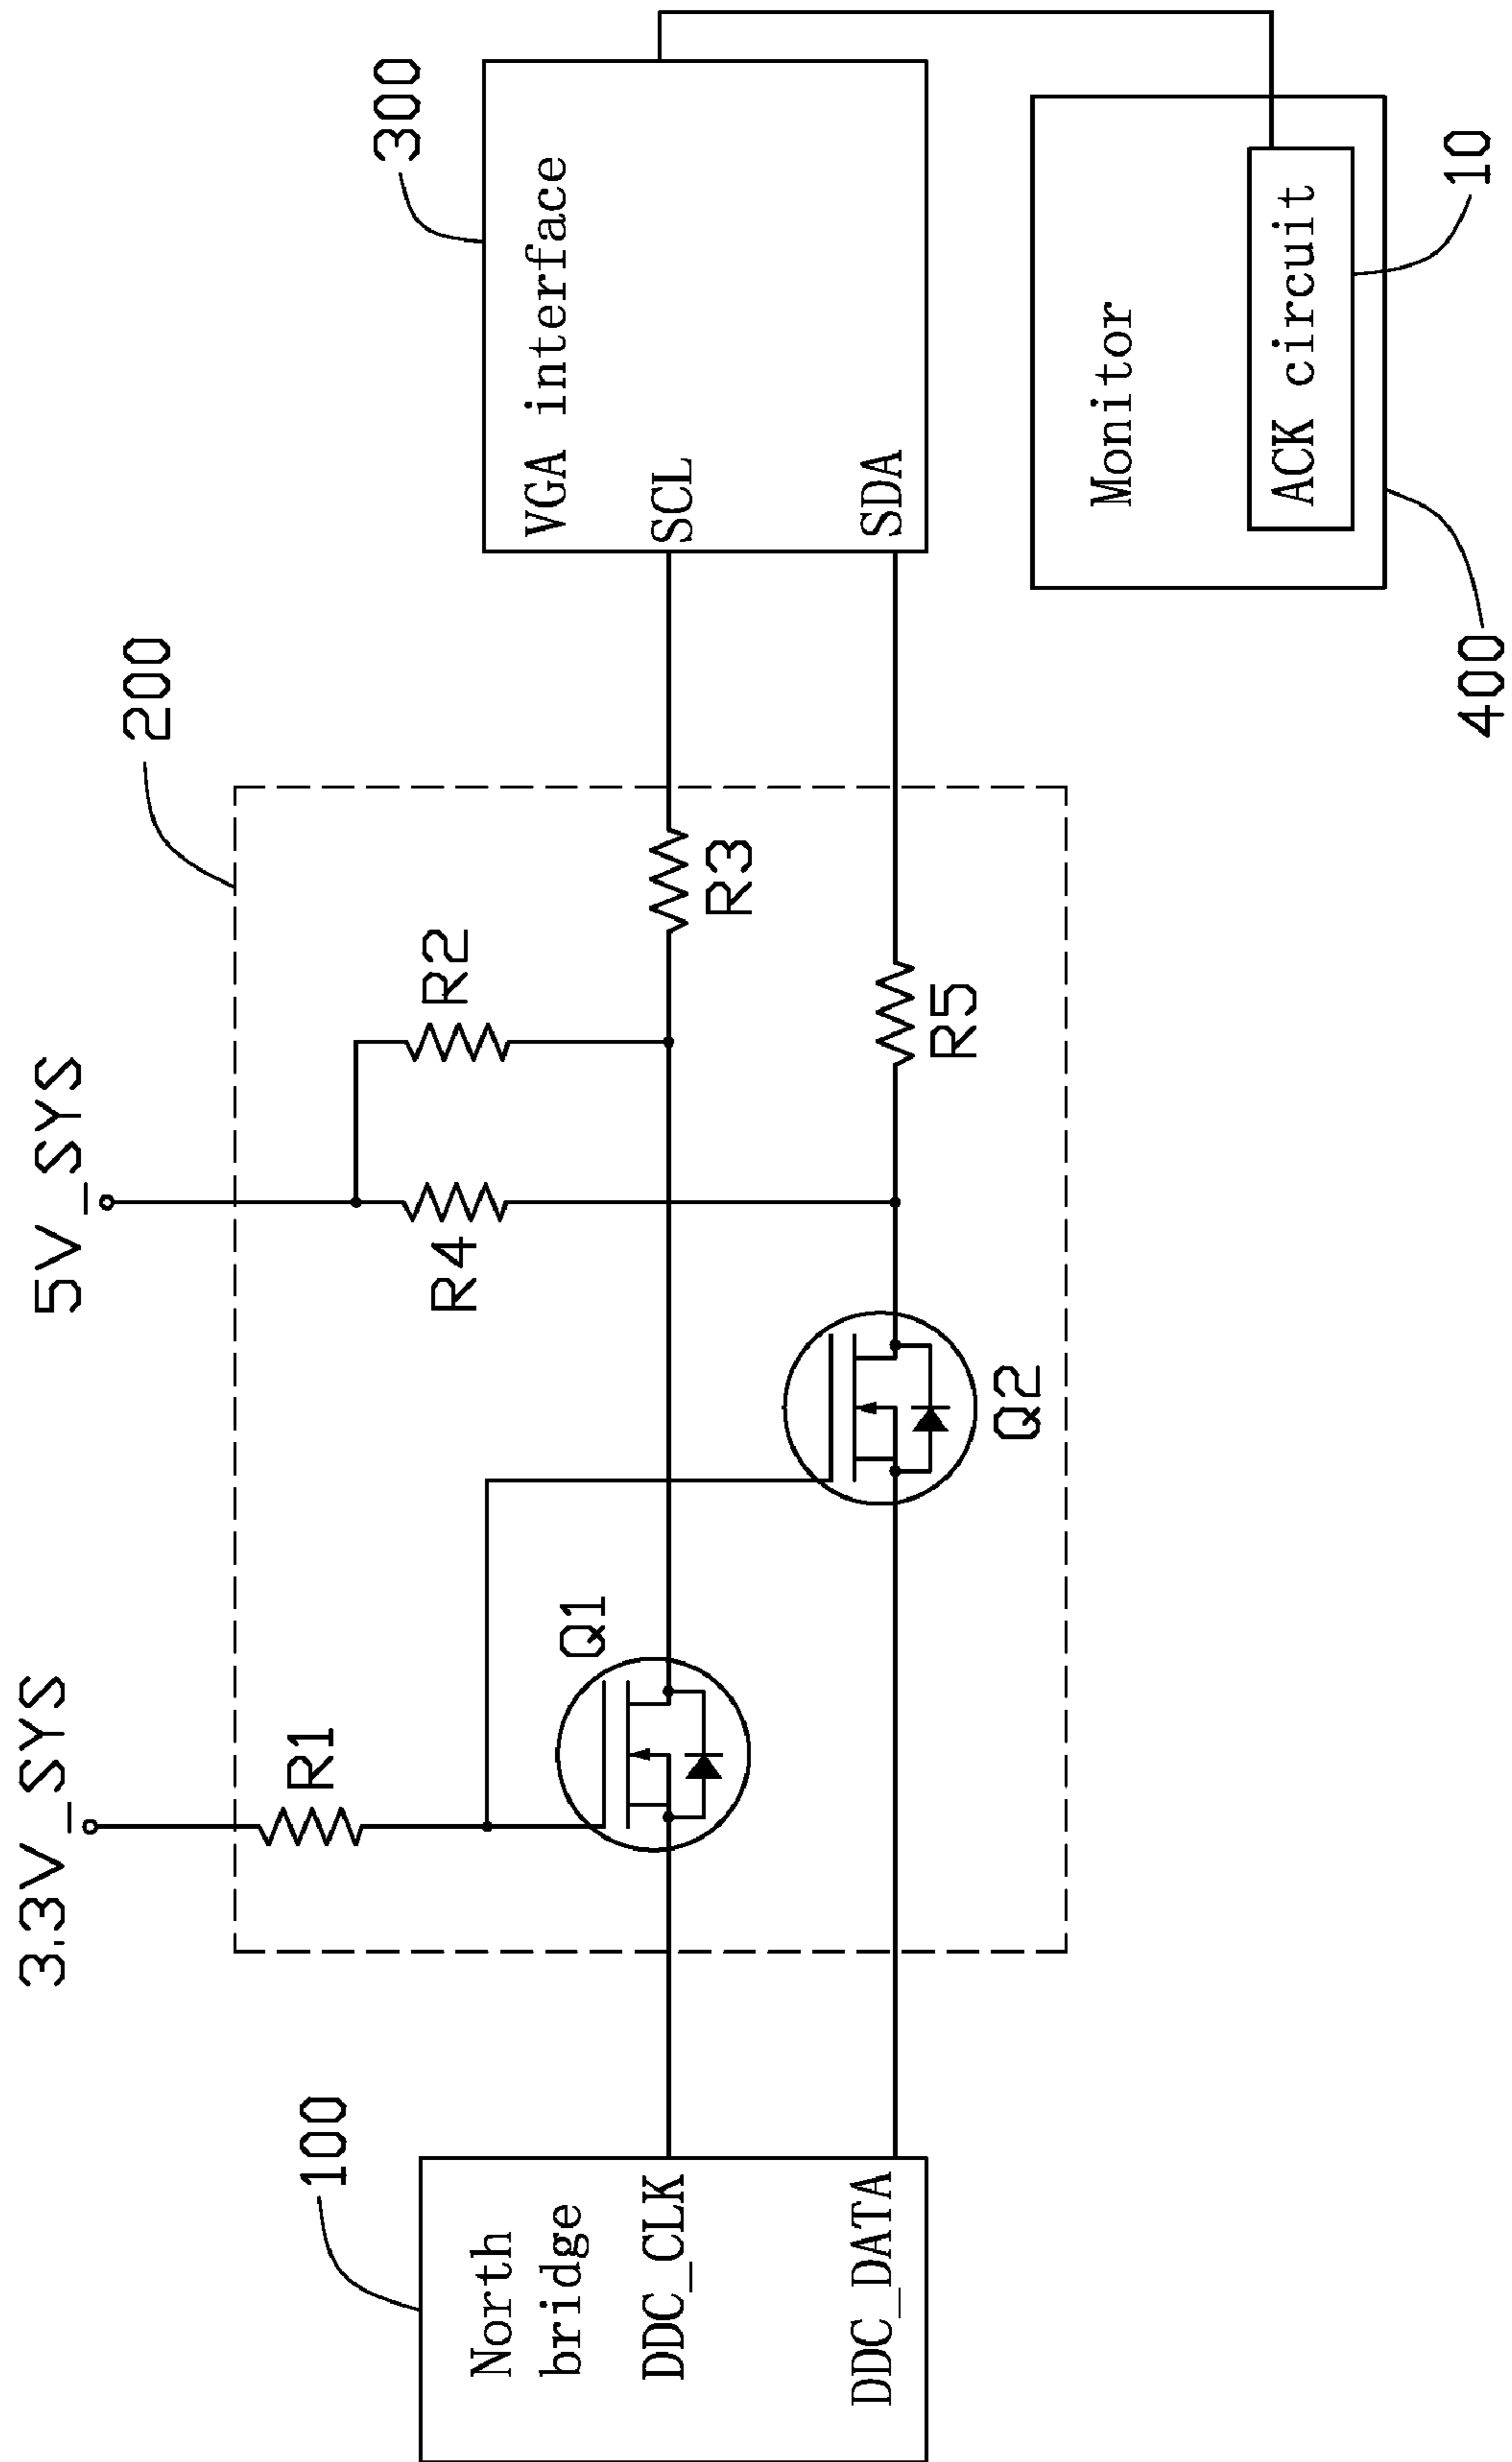 3.3V_SYS
5V_SYS
200
R1
R4
R2
300
100
North
bridge
DDC_CLK
DDC_DATA
Q1
Q2
R3
R5
VGA interface
SCL
SDA
Monitor
ACK circuit
10
400